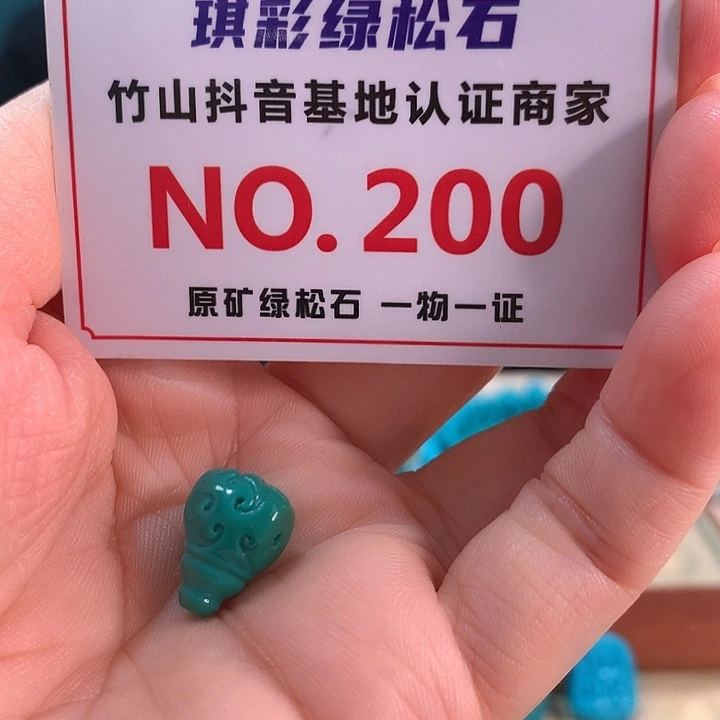 琪彩绿松石
竹山抖音基地认证商家
NO. 200
原矿绿松石 一物一证